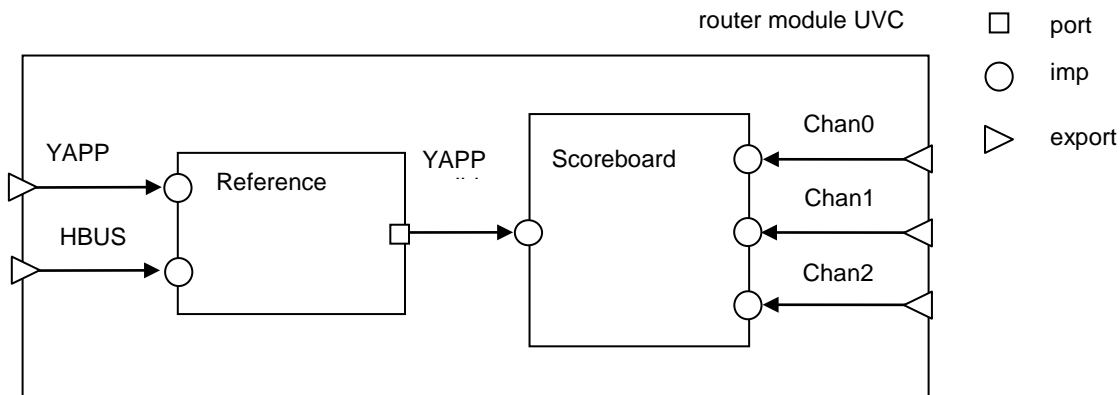 router module UVC
port
imp
export
YAPP
HBUS
Reference
YAPP
Scoreboard
Chan0
Chan1
Chan2